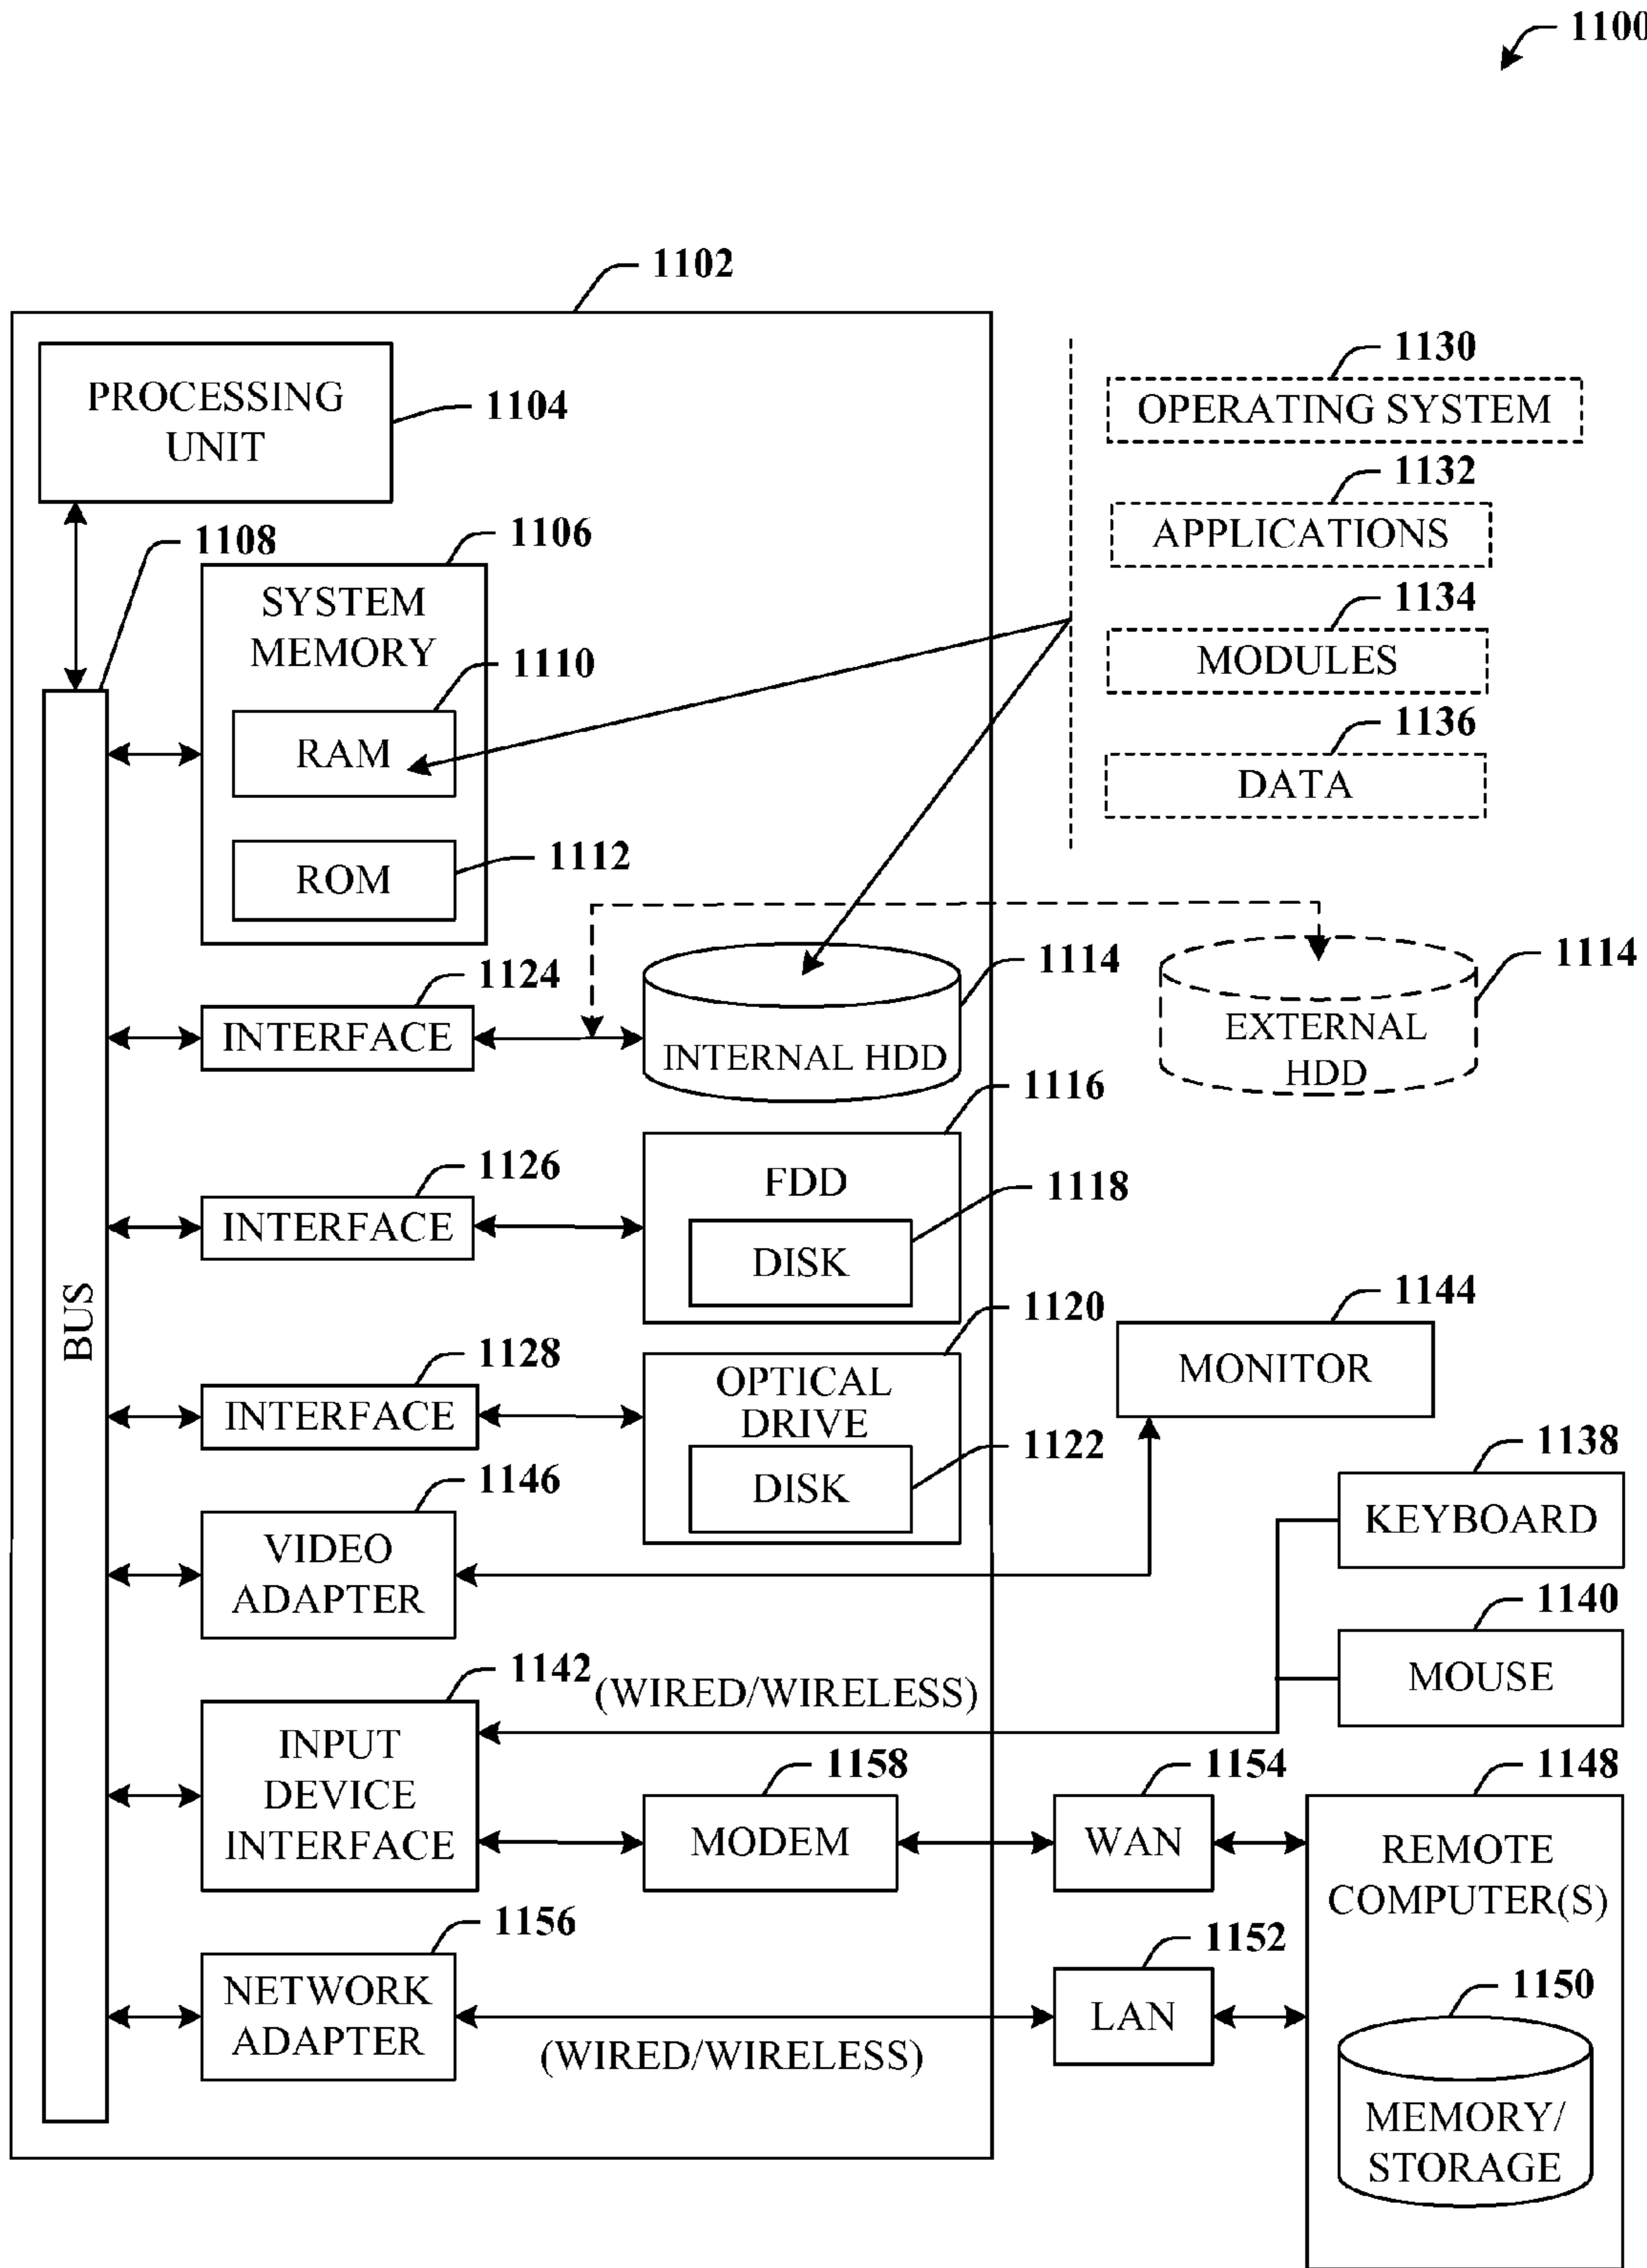 1100
1102
PROCESSING
UNIT
1104
1130
OPERATING SYSTEM
1132
APPLICATIONS
1134
MODULES
1136
DATA
1108
1106
SYSTEM
MEMORY
1110
RAM
1112
ROM
BUS
1124
INTERFACE
1114
INTERNAL HDD
1114
EXTERNAL
HDD
1116
FDD
1126
INTERFACE
1118
DISK
1120
OPTICAL
DRIVE
1128
INTERFACE
1122
DISK
1144
MONITOR
1146
VIDEO
ADAPTER
1138
KEYBOARD
1140
MOUSE
1142
(WIRED/WIRELESS)
INPUT
DEVICE
INTERFACE
1158
MODEM
1154
WAN
1148
REMOTE
COMPUTER(S)
1156
NETWORK
ADAPTER
(WIRED/WIRELESS)
1152
LAN
1150
MEMORY/
STORAGE